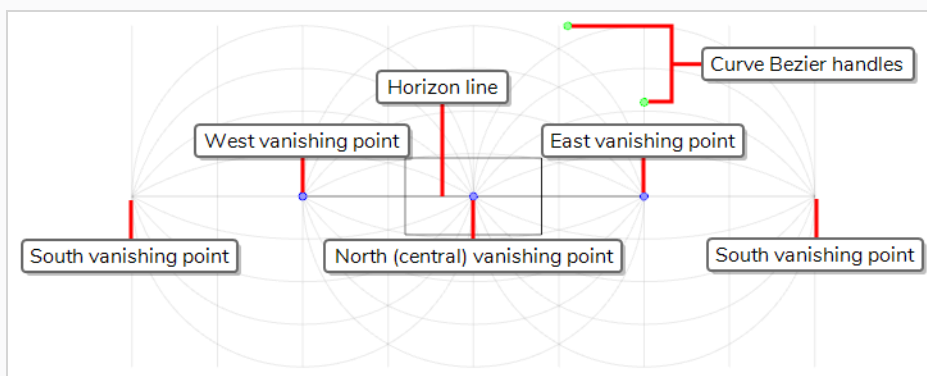 Curve Bezier handles
Horizon line
West vanishing point
East vanishing point
South vanishing point
North (central) vanishing point
South vanishing point